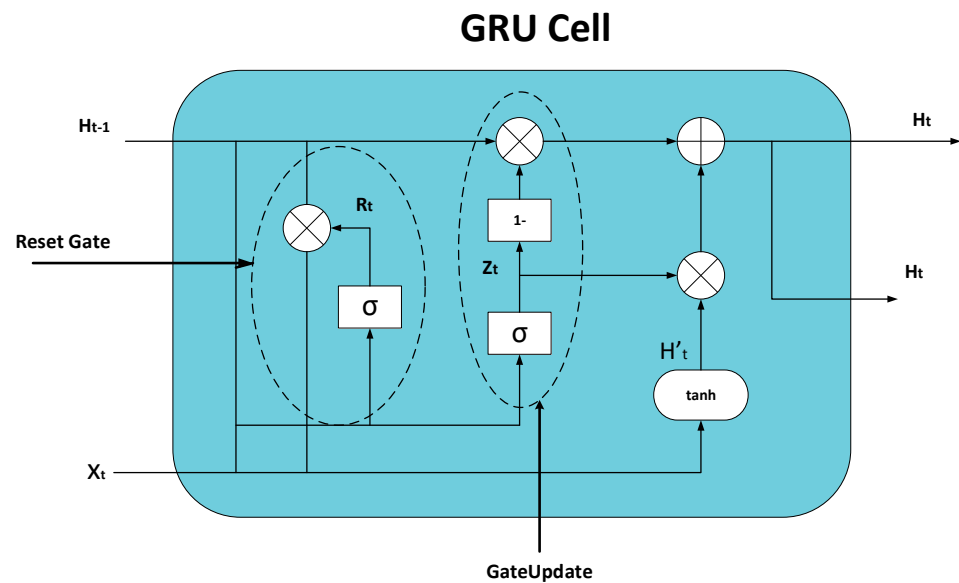 GRU Cell
Ht-1
Ht
Rt
1-
Reset Gate
Zt
Ht
σ
σ
H’t
tanh
Xt
GateUpdate